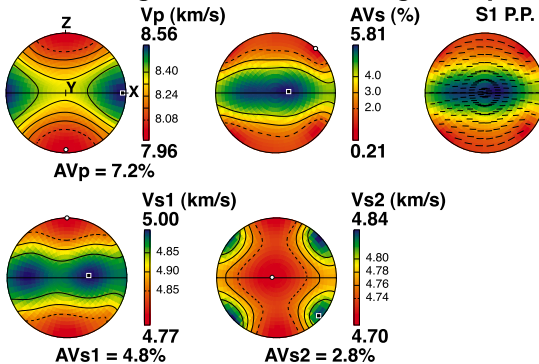 Vp (km/s)
AVs (%)
S1 P.P.
Z
8.56
5.81
8.40
4.0
Y
X
8.24
3.0
2.0
8.08
7.96
0.21
AVp = 7.2%
Vs1 (km/s)
Vs2 (km/s)
5.00
4.84
4.85
4.80
4.90
4.78
4.85
4.76
4.74
4.77
4.70
AVs1 = 4.8%
AVs2 = 2.8%